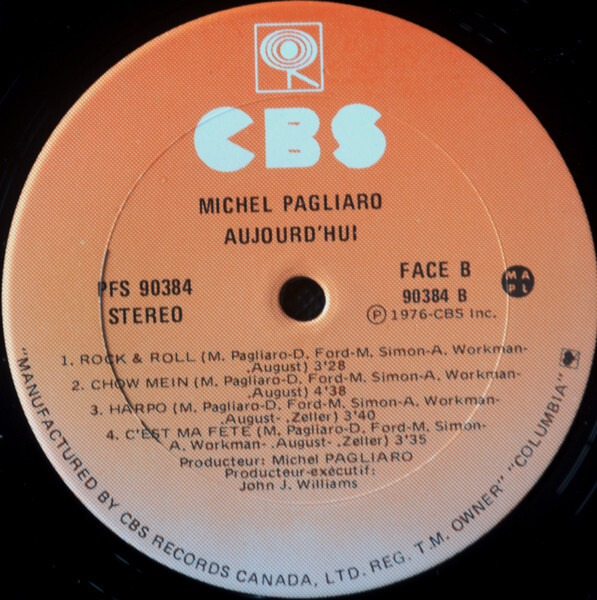 CBS
MICHEL PAGLIARO
AUJOURD'HUI
PFS 90384
STEREO
FACE B
90384 B
Ⓟ 1976-CBS Inc.
MAPL
1. ROCK & ROLL (M. Pagliaro-D. Ford-M. Simon-A. Workman-
.August) 3'28
2. CHOW MEIN (M. Pagliaro-D. Ford-M. Simon-A. Workman-
.August) 4'38
3. HARPO (M. Pagliaro-D. Ford-M. Simon-A. Workman-
.August- .Zeller) 3'40
4. C'EST MA FETE (M. Pagliaro-D. Ford-M. Simon-
A. Workman- .August- .Zeller) 3'35
Producteur: Michel PAGLIARO
Producteur-exécutif:
John J. Williams
"MANUFACTURED BY CBS RECORDS CANADA, LTD. REG. T.M. OWNER" "COLUMBIA"